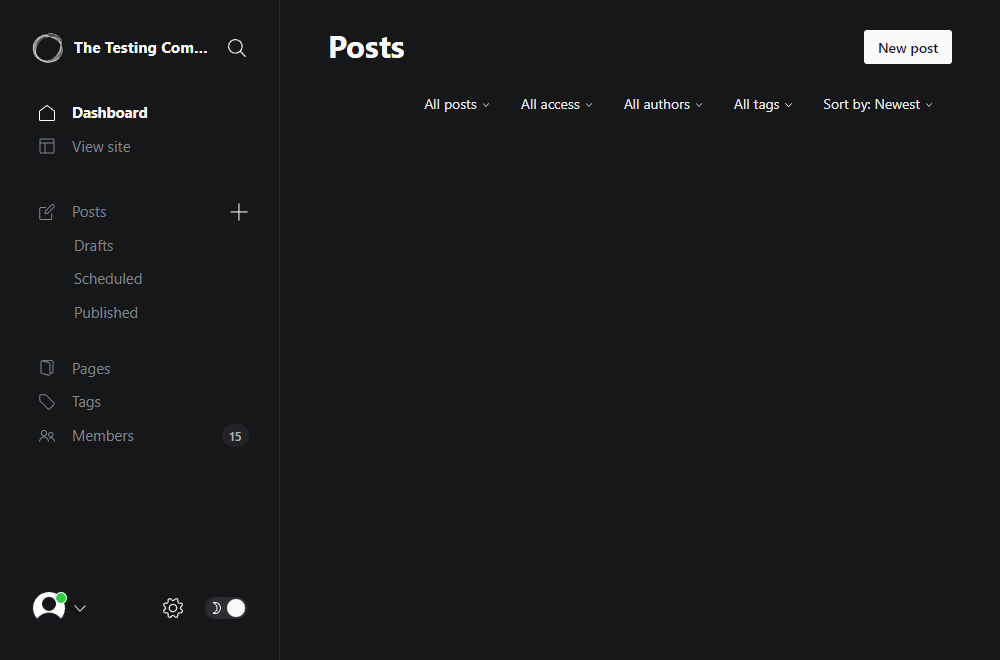 The Testing Com...
Dashboard
View site
Posts
Drafts
Scheduled
Published
Pages
Tags
Members 15
Posts
New post
All posts All access All authors All tags Sort by: Newest